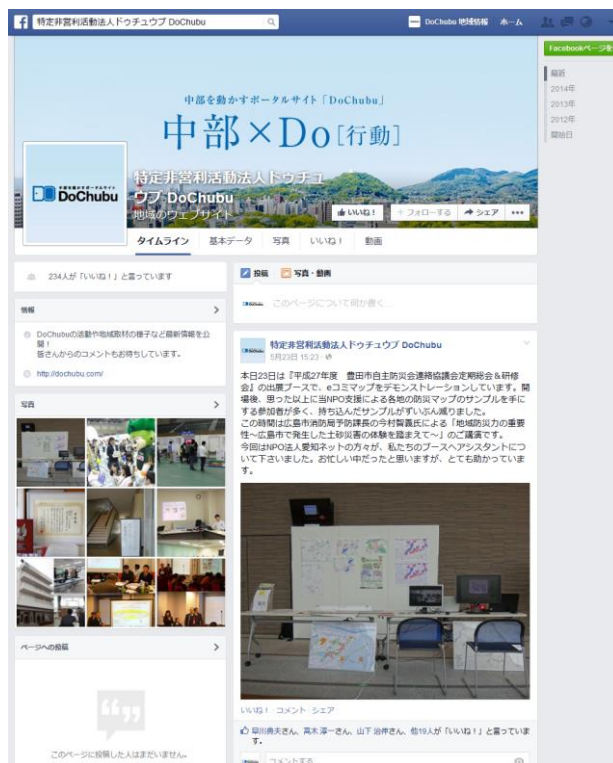 特定非営利活動法人ドゥチュウブ DoChubu
DoChubu 地域情報 ホーム
Facebookページを
最近
2014年
2013年
2012年
開始日
中部を動かすポータルサイト「DoChubu」
中部×Do[行動]
中部を動かすポータルサイト
DoChubu
特定非営利活動法人ドゥチュ
ウブ DoChubu
地域のウェブサイト
いいね！ +フォローする シェア •••
タイムライン 基本データ 写真 いいね！ 動画
234人が「いいね！」と言っています
情報
DoChubuの活動や地域取材の様子など最新情報を公
開！
皆さんからのコメントもお待ちしています。
http://dochubu.com/
写真
ページへの投稿
このページに投稿した人はまだいません。
投稿 写真・動画
このページについて何か書く...
特定非営利活動法人ドゥチュウブ DoChubu
5月23日 15:23
本日23日は『平成27年度 豊田市自主防災会連絡協議会定期総会＆研修
会』の出展ブースで、eコミマップをデモンストレーションしています。開
場後、思った以上に当NPO支援による各地の防災マップのサンプルを手に
する参加者が多く、持ち込んだサンプルがずいぶん減りました。
この時間は広島市消防局予防課長の今村智義氏による「地域防災力の重要
性～広島市で発生した土砂災害の体験を踏まえて～」のご講演です。
今回はNPO法人愛知ネットの方々が、私たちのブースへアシスタントにつ
いて下さいました。お忙しい中だったと思いますが、とても助かっていま
す。
いいね！・コメント・シェア
早川典夫さん、高木淳一さん、山下治伸さん、他19人が「いいね！」と言っていま
す。
コメントする